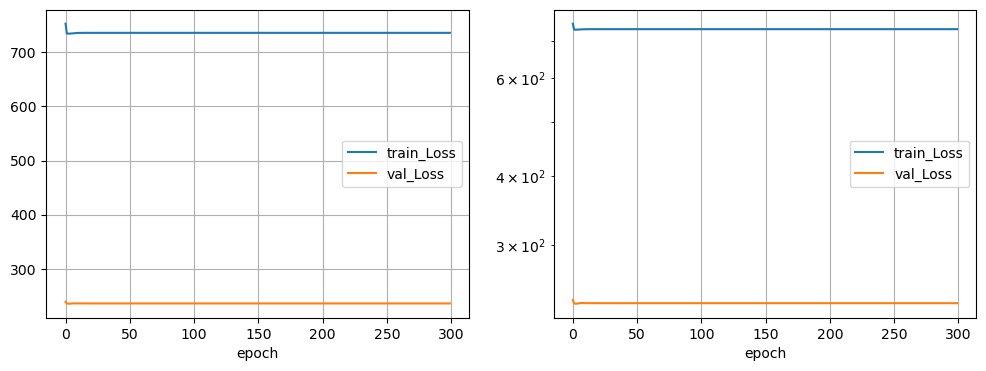 700
600
500
400
300
train_Loss
val_Loss
0 50 100 150 200 250 300
epoch
6 × 10²
4 × 10²
3 × 10²
train_Loss
val_Loss
0 50 100 150 200 250 300
epoch